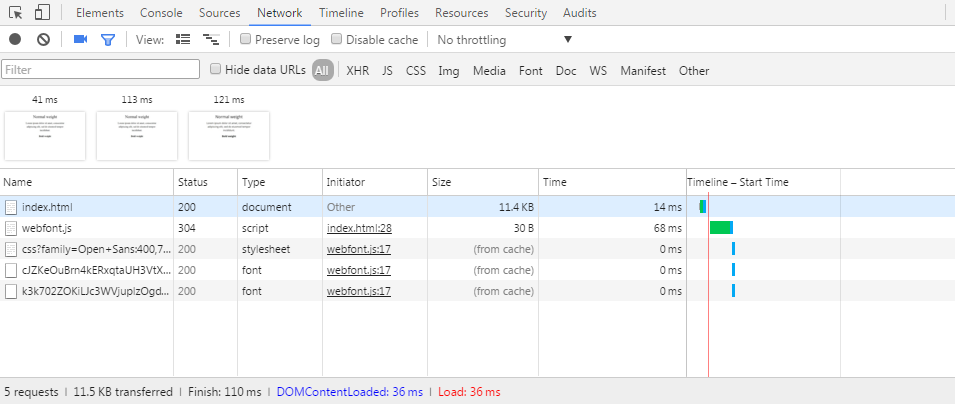 Elements Console Sources Network Timeline Profiles Resources Security Audits
View: Preserve log Disable cache No throttling
Filter Hide data URLs All XHR JS CSS Img Media Font Doc WS Manifest Other
41 ms 113 ms 121 ms
Normal weight Normal weight Normal weight
Name Status Type Initiator Size Time Timeline – Start Time
index.html 200 document Other 11.4 KB 14 ms
webfont.js 304 script index.html:28 30 B 68 ms
css?family=Open+Sans:400,7... 200 stylesheet webfont.js:17 (from cache) 0 ms
cJZKeOuBrn4kERxqtaUH3VtX... 200 font webfont.js:17 (from cache) 0 ms
k3k702ZOKiLJc3WVjuplzOgd... 200 font webfont.js:17 (from cache) 0 ms
5 requests | 11.5 KB transferred | Finish: 110 ms | DOMContentLoaded: 36 ms | Load: 36 ms